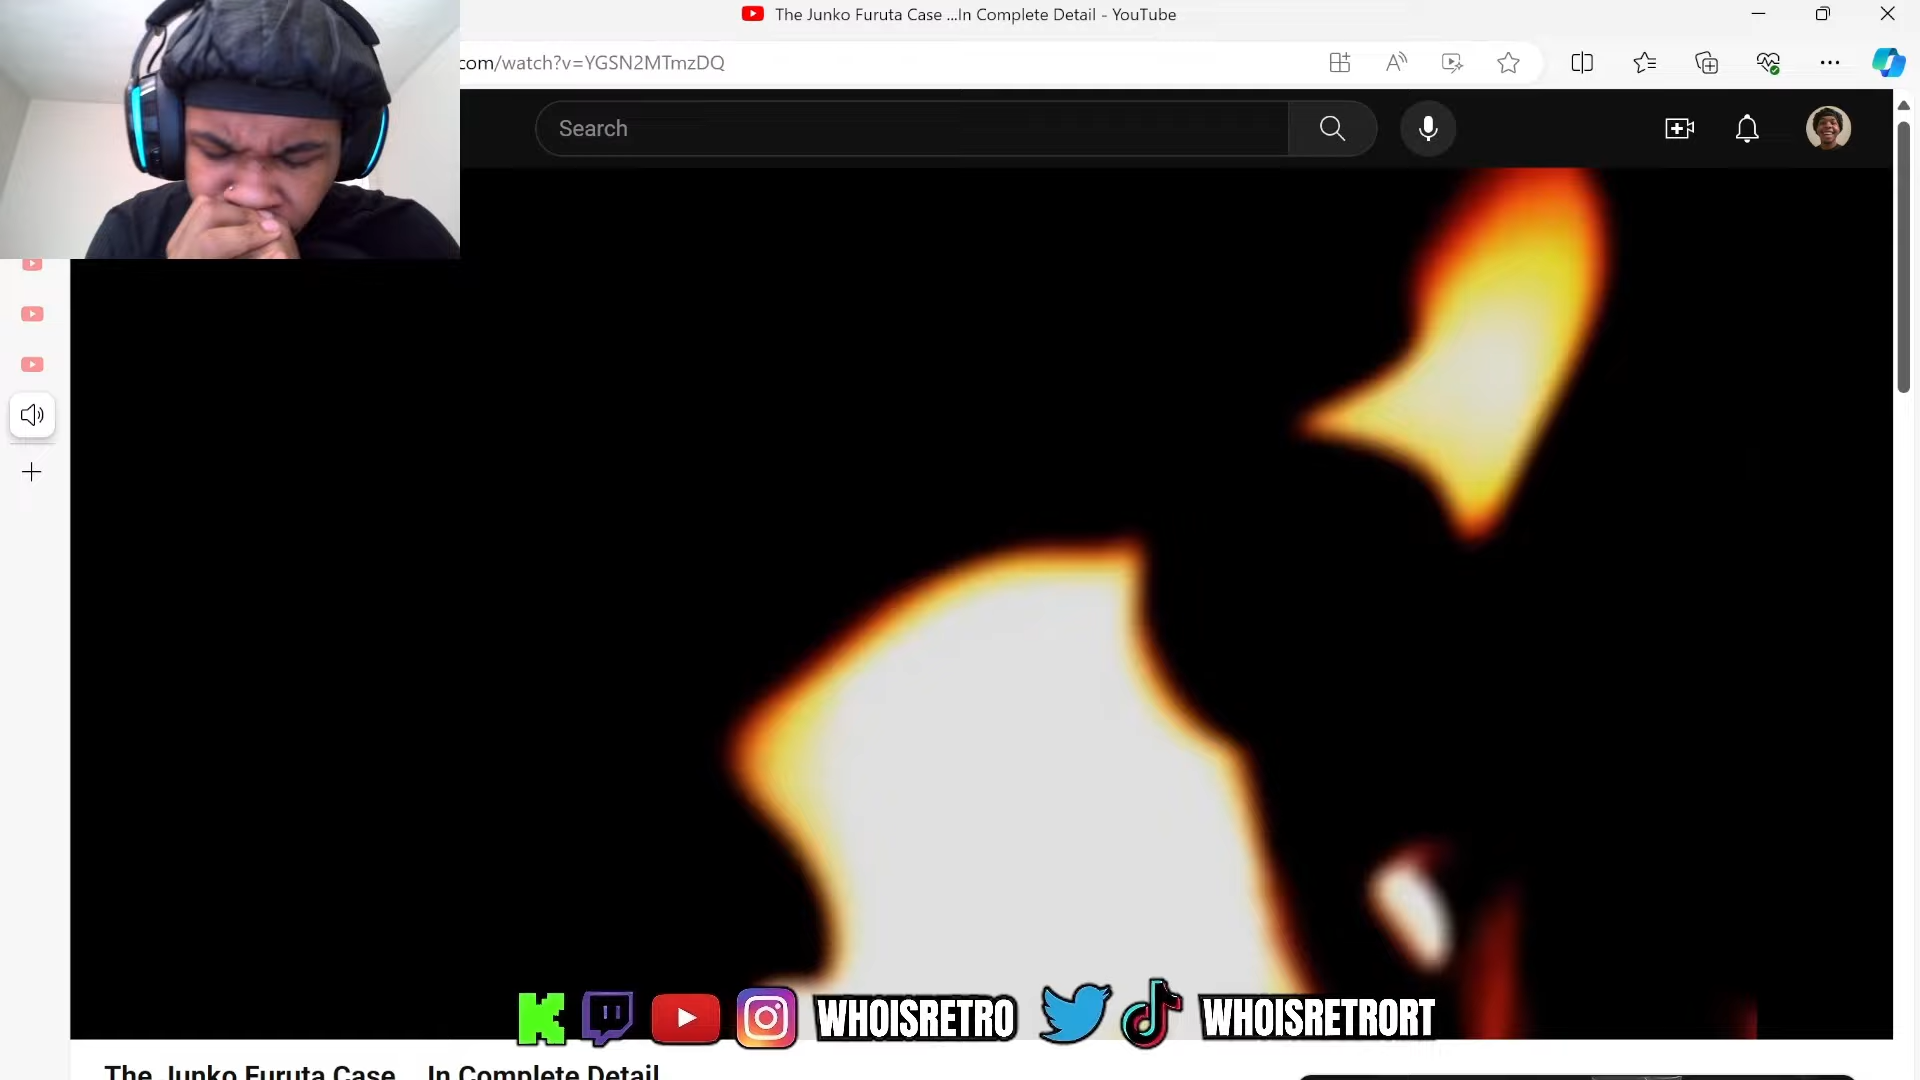 The Junko Furuta Case ...In Complete Detail - YouTube
com/watch?v=YGSN2MTmzDQ
Search
WHOISRETRO
WHOISRETRORT
The Junko Furuta Case ...In Complete Detail